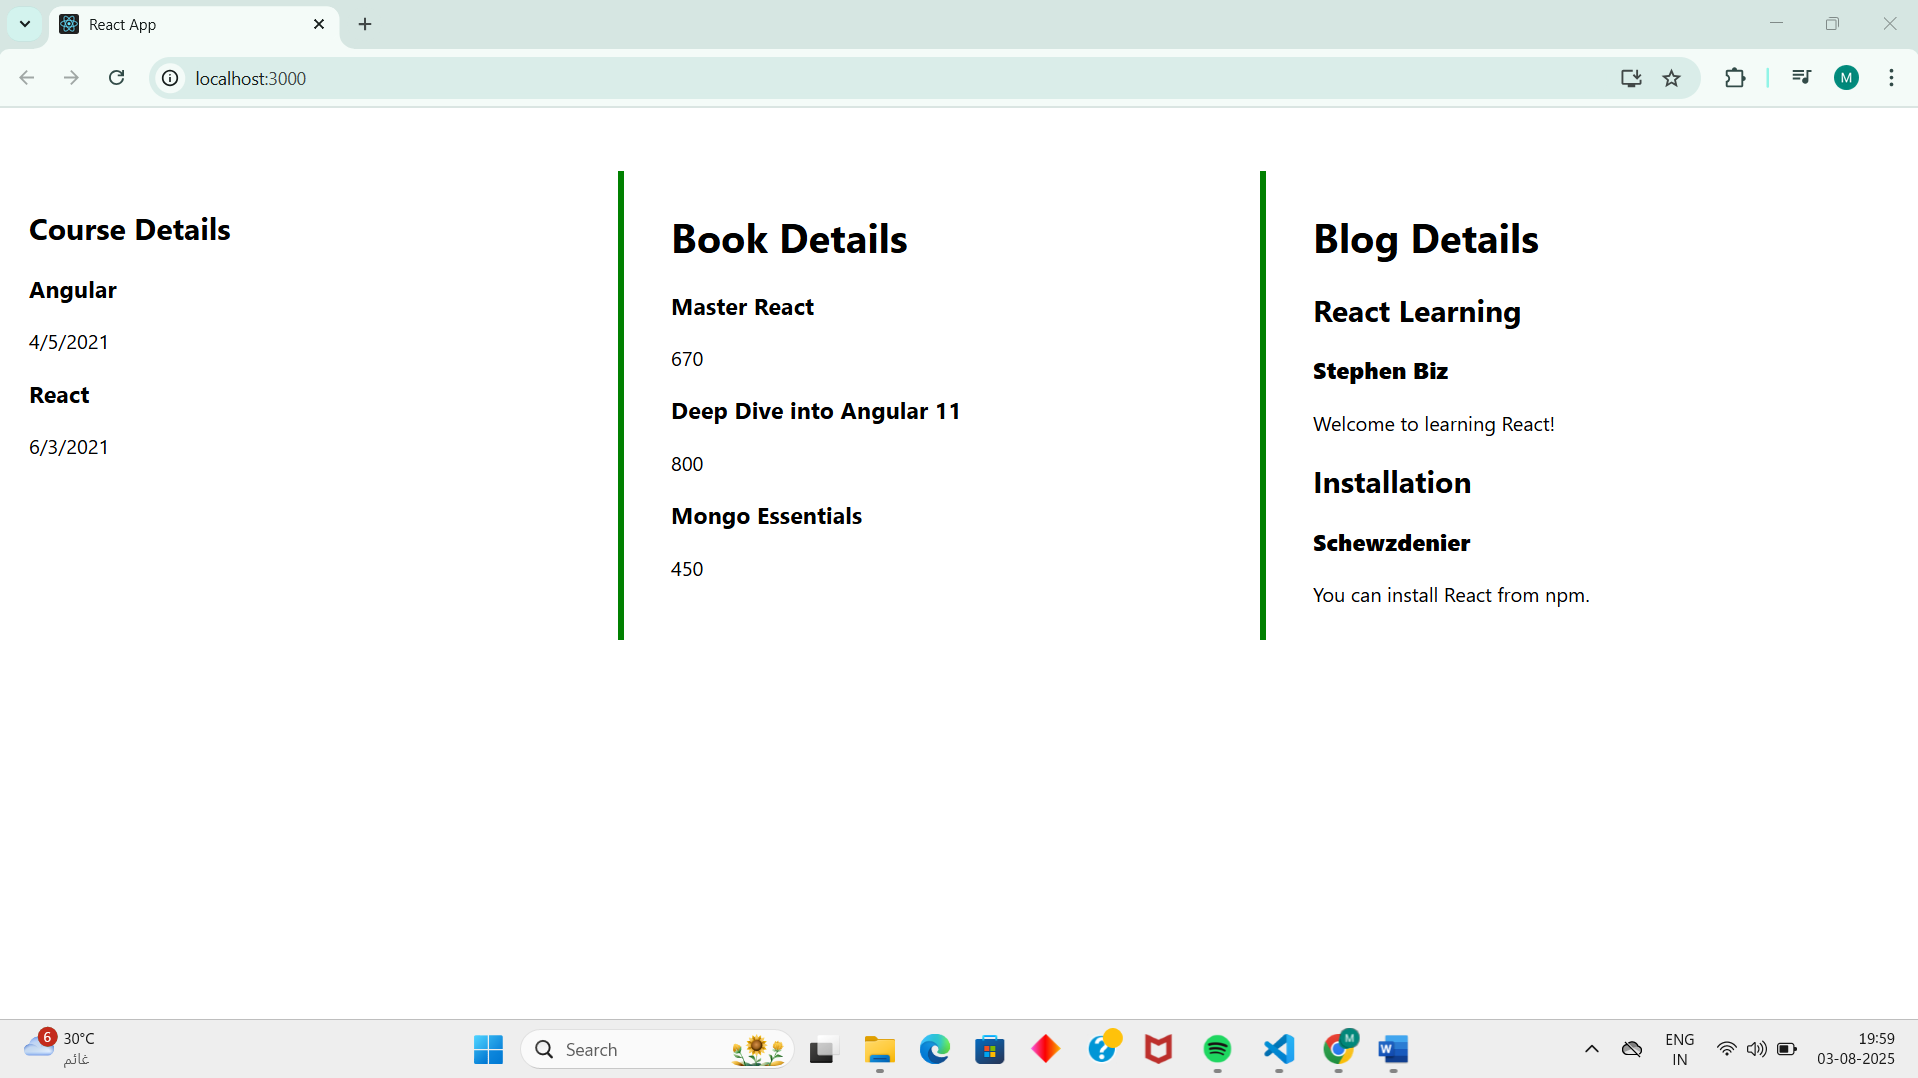 React App
localhost:3000
M
Course Details
Angular
4/5/2021
React
6/3/2021
Book Details
Master React
670
Deep Dive into Angular 11
800
Mongo Essentials
450
Blog Details
React Learning
Stephen Biz
Welcome to learning React!
Installation
Schewzdenier
You can install React from npm.
6
30°C
غائم
Search
M
W
ENG
IN
19:59
03-08-2025